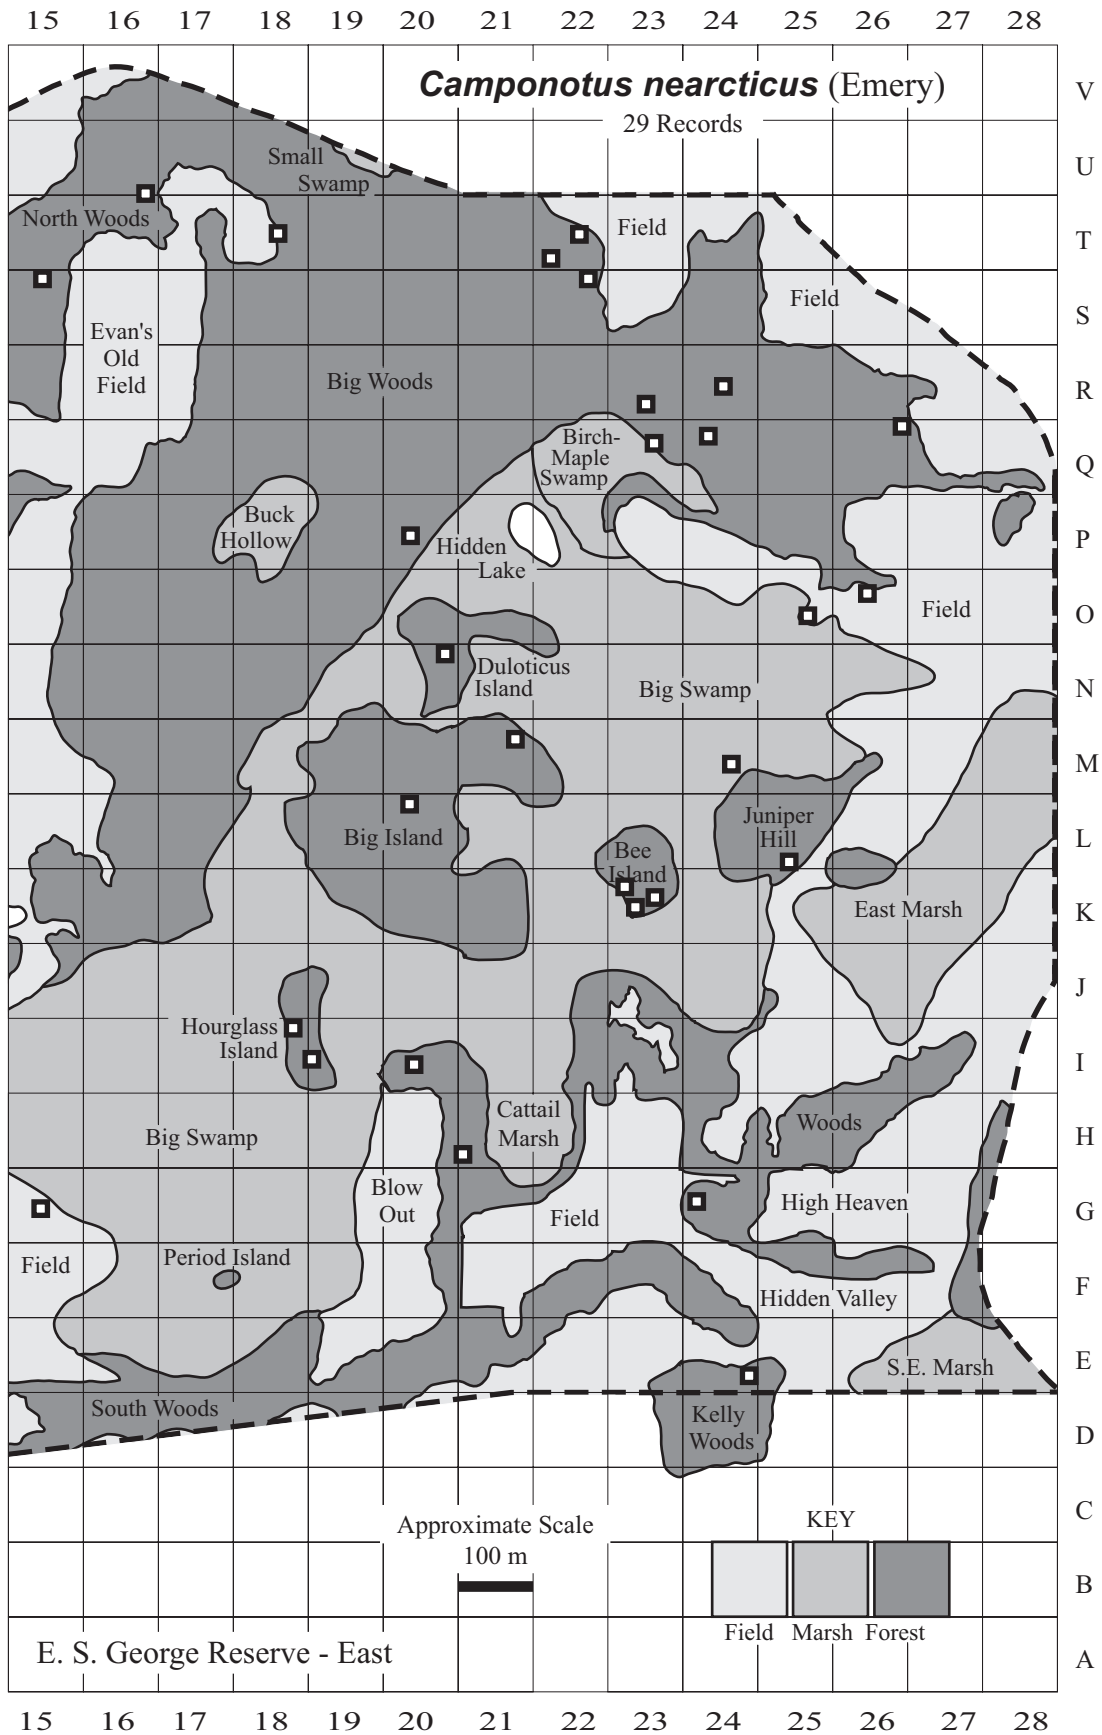 15 16 17 18 19 20 21 22 23 24 25 26 27 28
Camponotus nearcticus (Emery)
29 Records
V
U
T
S
R
Q
P
O
N
M
L
K
J
I
H
G
F
E
D
C
B
A
Small
Swamp
North Woods
Field
Field
Evan's
Old
Field
Big Woods
Birch-
Maple
Swamp
Buck
Hollow
Hidden
Lake
Field
Duloticus
Island
Big Swamp
Big Island
Juniper
Hill
Bee
Island
East Marsh
Hourglass
Island
Cattail
Marsh
Woods
Big Swamp
Blow
Out
Field
High Heaven
Field
Period Island
Hidden Valley
S.E. Marsh
South Woods
Kelly
Woods
Approximate Scale
100 m
KEY
Field Marsh Forest
E. S. George Reserve - East
15 16 17 18 19 20 21 22 23 24 25 26 27 28